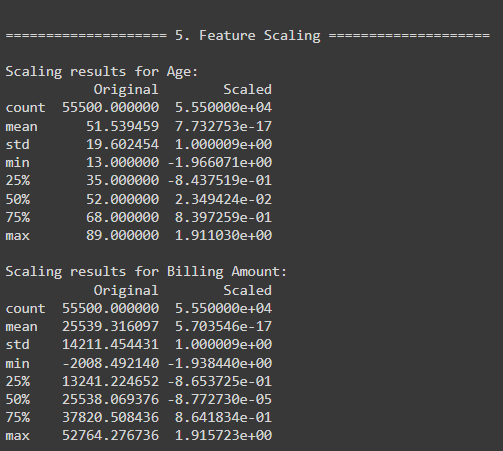 ==================== 5. Feature Scaling ====================
Scaling results for Age:
Original Scaled
count 55500.000000 5.550000e+04
mean 51.539459 7.732753e-17
std 19.602454 1.000009e+00
min 13.000000 -1.966071e+00
25% 35.000000 -8.437519e-01
50% 52.000000 2.349424e-02
75% 68.000000 8.397259e-01
max 89.000000 1.911030e+00
Scaling results for Billing Amount:
Original Scaled
count 55500.000000 5.550000e+04
mean 25539.316097 5.703546e-17
std 14211.454431 1.000009e+00
min -2008.492140 -1.938440e+00
25% 13241.224652 -8.653725e-01
50% 25538.069376 -8.772730e-05
75% 37820.508436 8.641834e-01
max 52764.276736 1.915723e+00